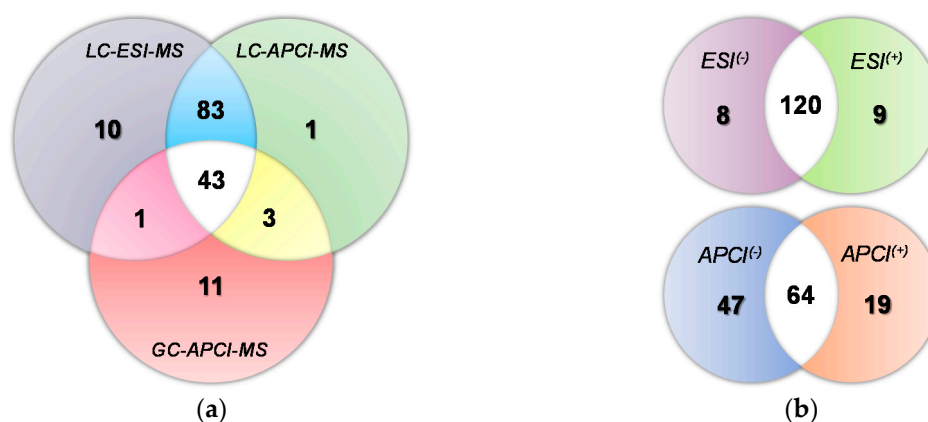 LC-ESI-MS
LC-APCI-MS
10
83
1
43
1
3
11
GC-APCI-MS
(a)
ESI(-)
ESI(+)
8
120
9
APCI(-)
APCI(+)
47
64
19
(b)